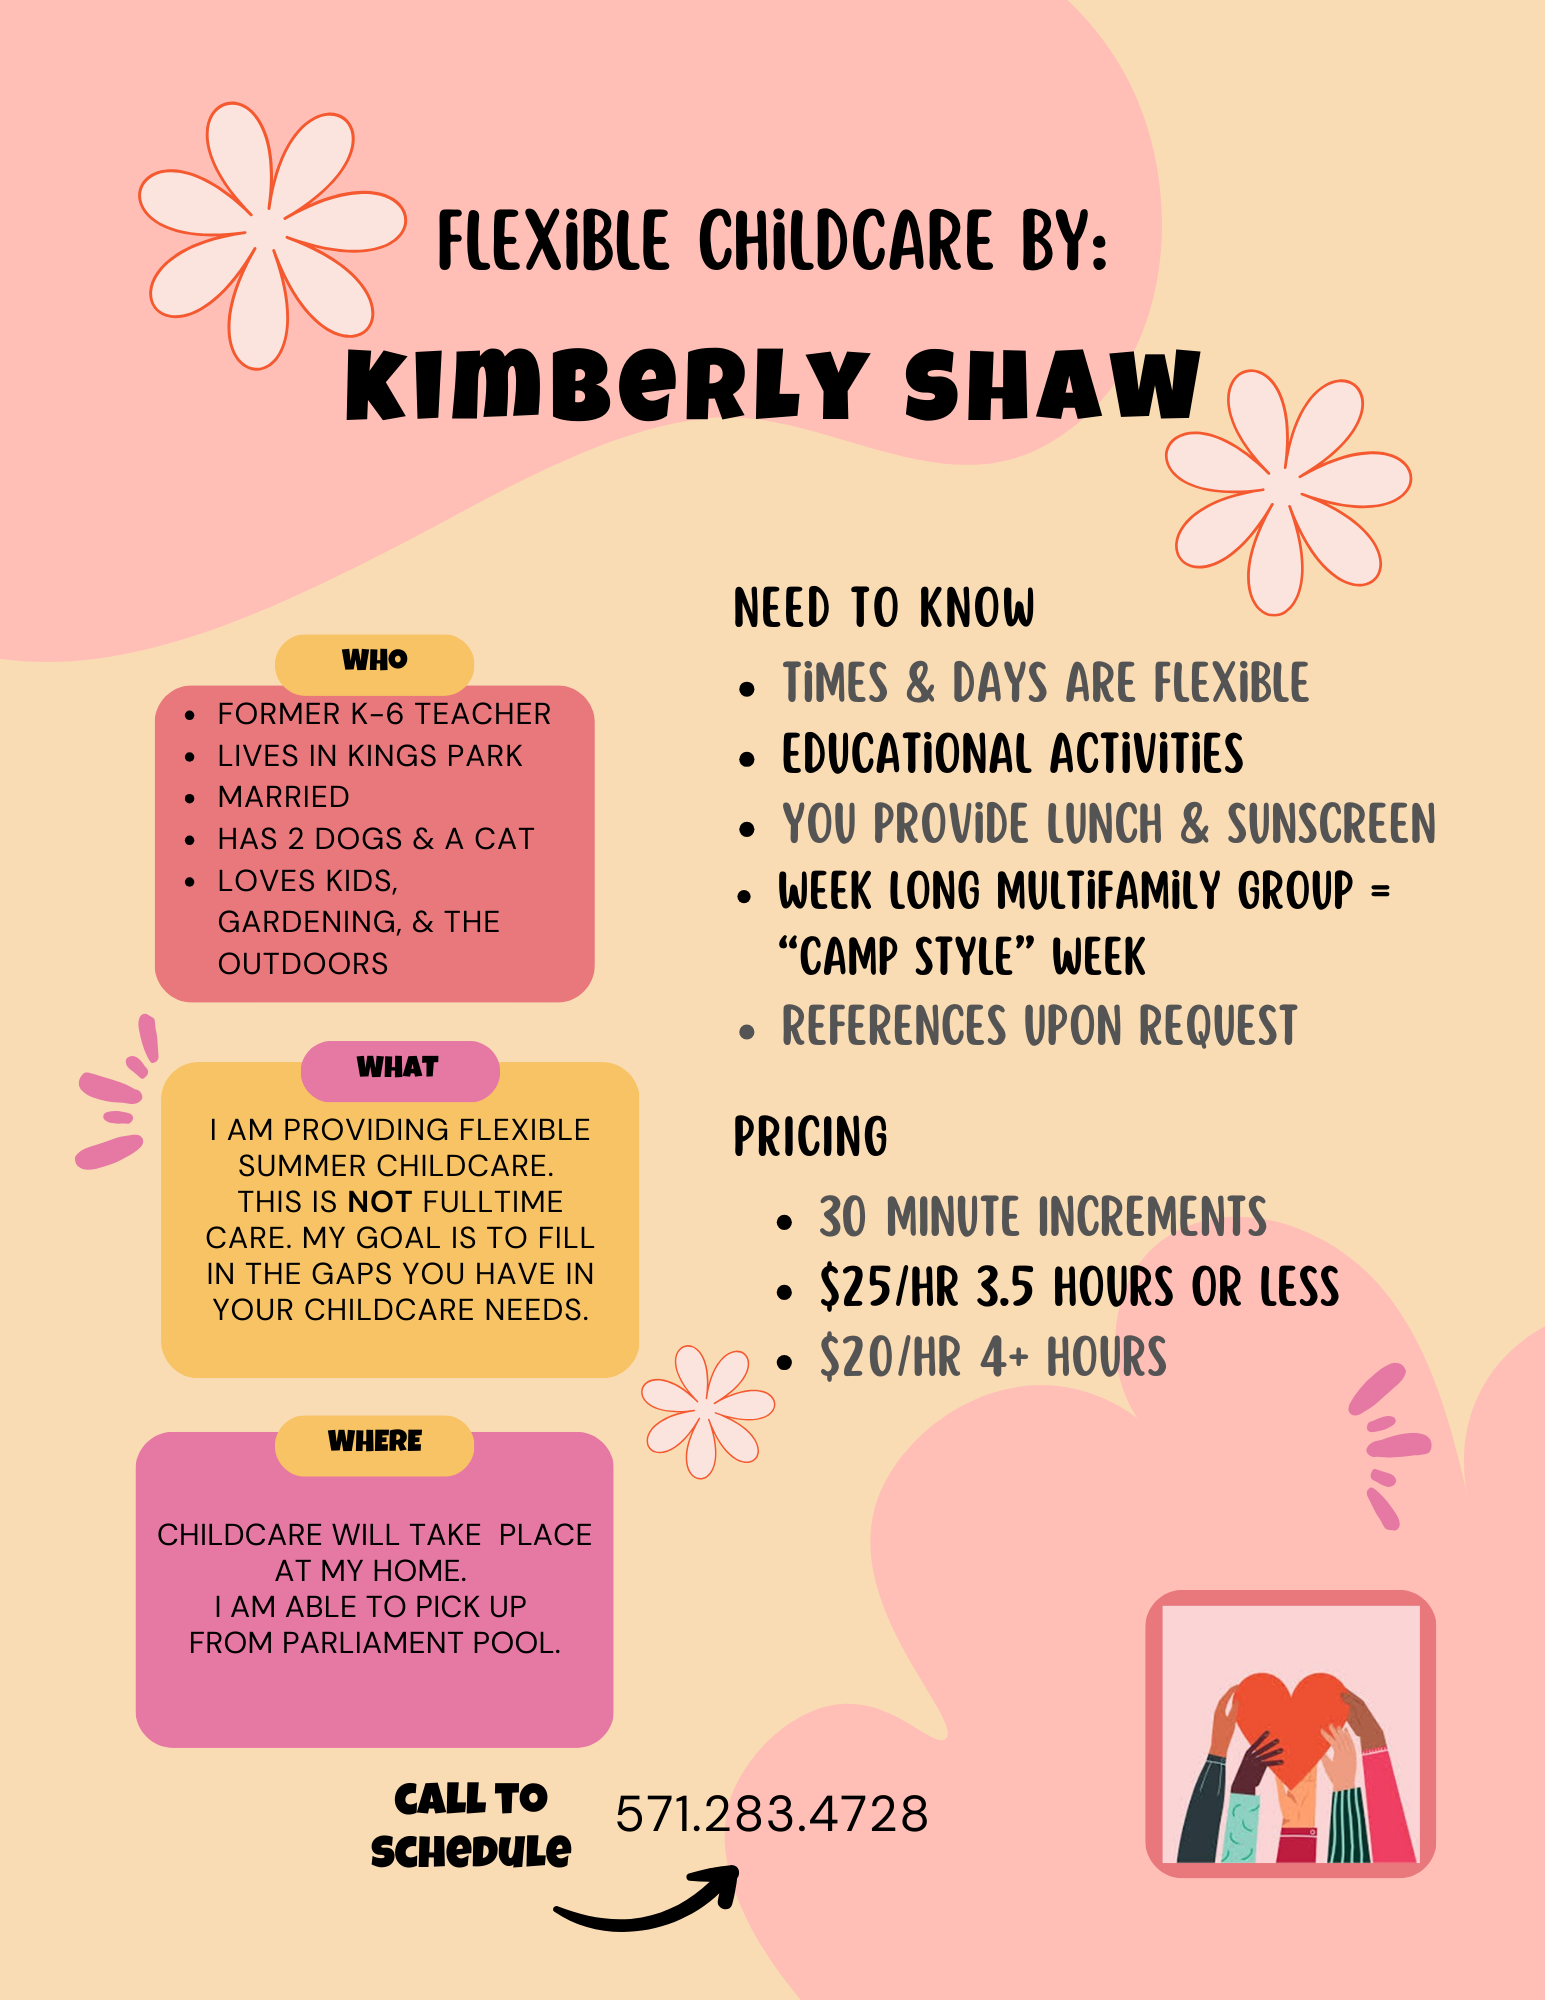 FLEXiBLE CHiLDCARE BY:
KIMBERLY SHAW
WHO
• FORMER K-6 TEACHER
• LIVES IN KINGS PARK
• MARRIED
• HAS 2 DOGS & A CAT
• LOVES KIDS,
GARDENING, & THE
OUTDOORS
WHAT
I AM PROVIDING FLEXIBLE
SUMMER CHILDCARE.
THIS IS NOT FULLTIME
CARE. MY GOAL IS TO FILL
IN THE GAPS YOU HAVE IN
YOUR CHILDCARE NEEDS.
WHERE
CHILDCARE WILL TAKE PLACE
AT MY HOME.
I AM ABLE TO PICK UP
FROM PARLIAMENT POOL.
NEED TO KNOW
• TiMES & DAYS ARE FLEXiBLE
• EDUCATiONAL ACTiViTiES
• YOU PROViDE LUNCH & SUNSCREEN
• WEEK LONG MULTiFAMiLY GROUP =
“CAMP STYLE” WEEK
• REFERENCES UPON REQUEST
PRICING
• 30 MINUTE INCREMENTS
• $25/HR 3.5 HOURS OR LESS
• $20/HR 4+ HOURS
CALL TO
SCHEDULE
571.283.4728